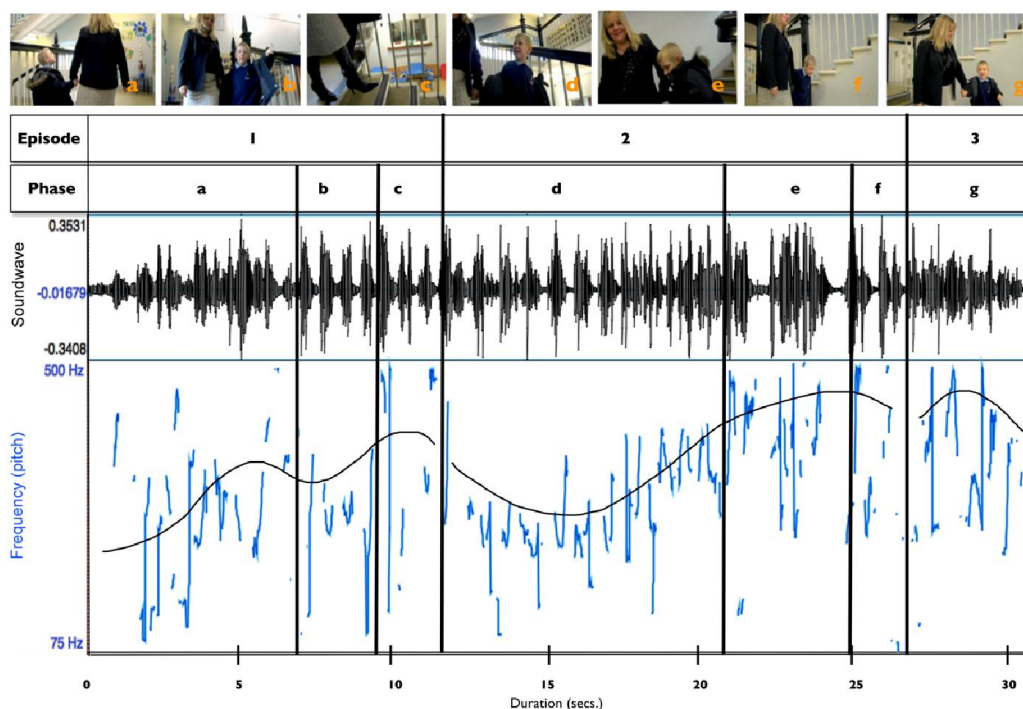 a b c d e f g
Episode 1 2 3
Phase a b c d e f g
0.3531
-0.01679
-0.3408
Soundwave
500 Hz
75 Hz
Frequency (pitch)
0 5 10 15 20 25 30
Duration (secs.)